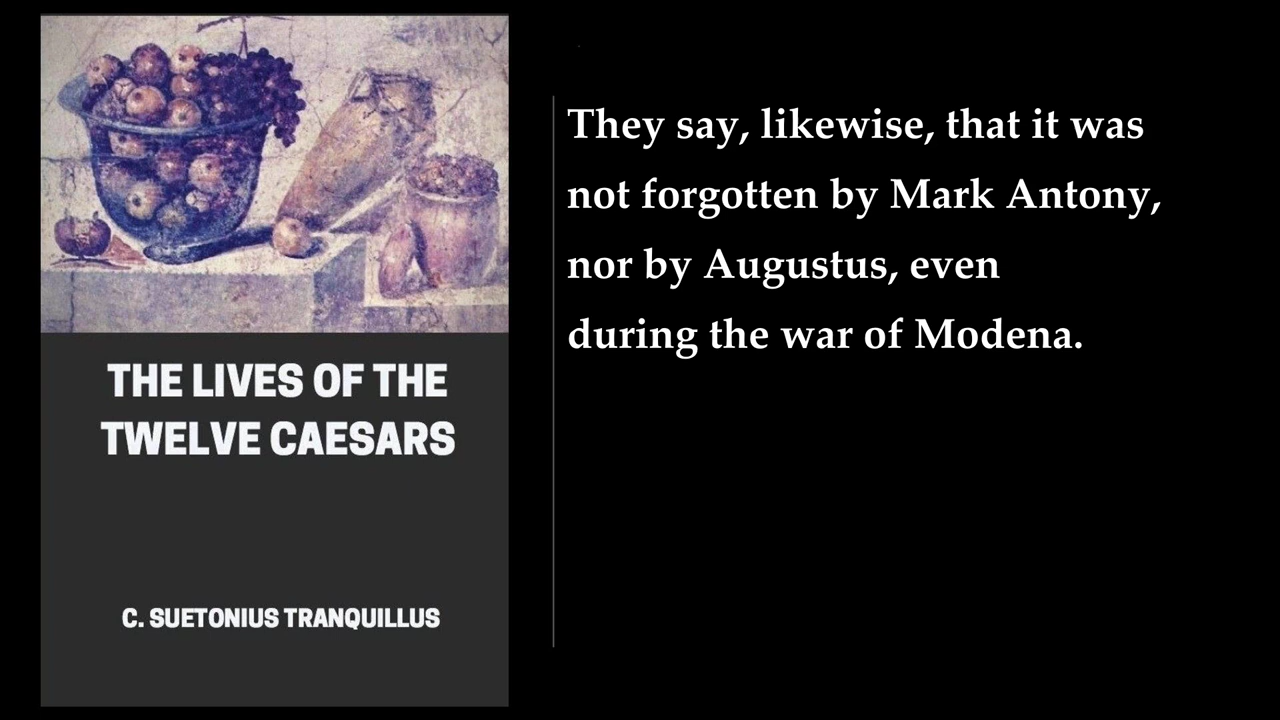 THE LIVES OF THE
TWELVE CAESARS
C. SUETONIUS TRANQUILLUS
They say, likewise, that it was
not forgotten by Mark Antony,
nor by Augustus, even
during the war of Modena.